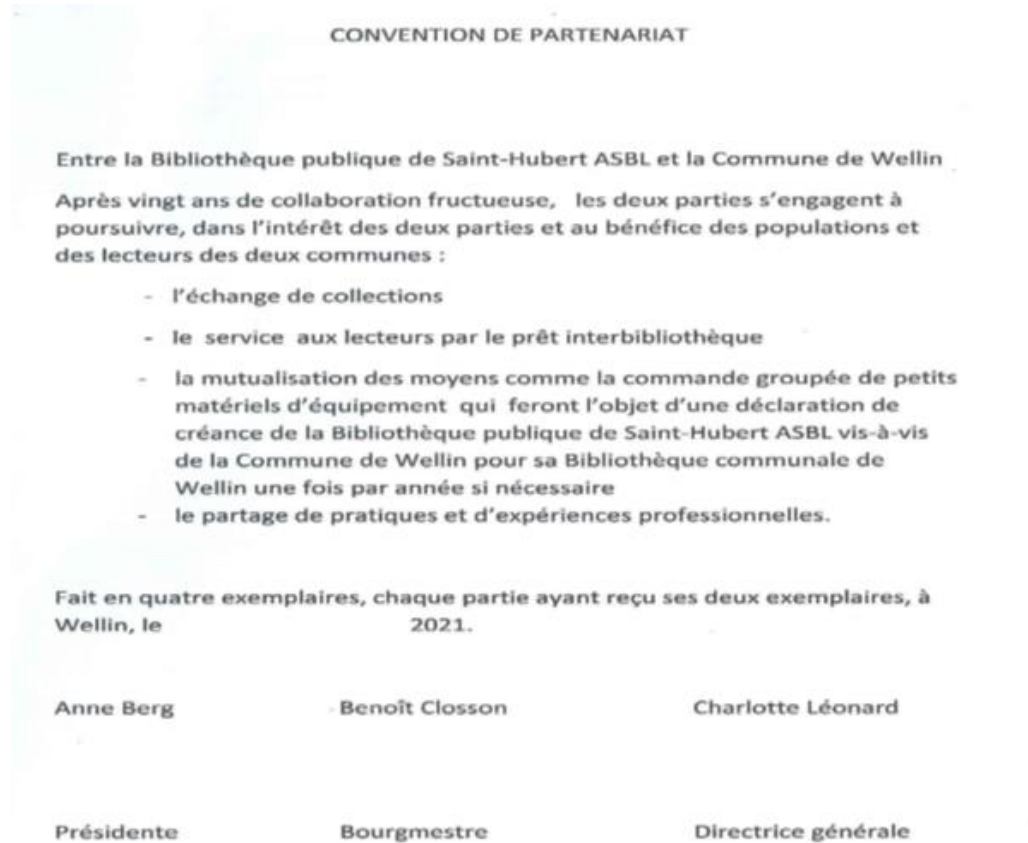 CONVENTION DE PARTENARIAT
Entre la Bibliothèque publique de Saint-Hubert ASBL et la Commune de Wellin
Après vingt ans de collaboration fructueuse, les deux parties s'engagent à
poursuivre, dans l'intérêt des deux parties et au bénéfice des populations et
des lecteurs des deux communes :
- l'échange de collections
- le service aux lecteurs par le prêt interbibliothèque
- la mutualisation des moyens comme la commande groupée de petits
matériels d'équipement qui feront l'objet d'une déclaration de
créance de la Bibliothèque publique de Saint-Hubert ASBL vis-à-vis
de la Commune de Wellin pour sa Bibliothèque communale de
Wellin une fois par année si nécessaire
- le partage de pratiques et d'expériences professionnelles.
Fait en quatre exemplaires, chaque partie ayant reçu ses deux exemplaires, à
Wellin, le 2021.
Anne Berg Benoît Closson Charlotte Léonard
Présidente Bourgmestre Directrice générale